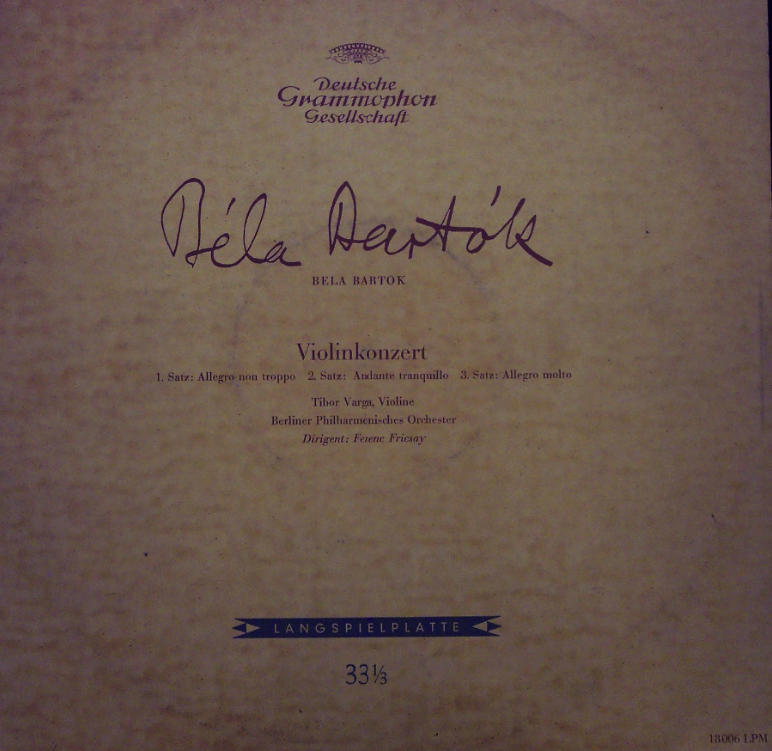 Deutsche
Grammophon
Gesellschaft
Béla Bartók
BELA BARTOK
Violinkonzert
1. Satz: Allegro non troppo 2. Satz: Andante tranquillo 3. Satz: Allegro molto
Tibor Varga, Violine
Berliner Philharmonisches Orchester
Dirigent: Ferenc Fricsay
LANGSPIELPLATTE
33⅓
18006 LPM